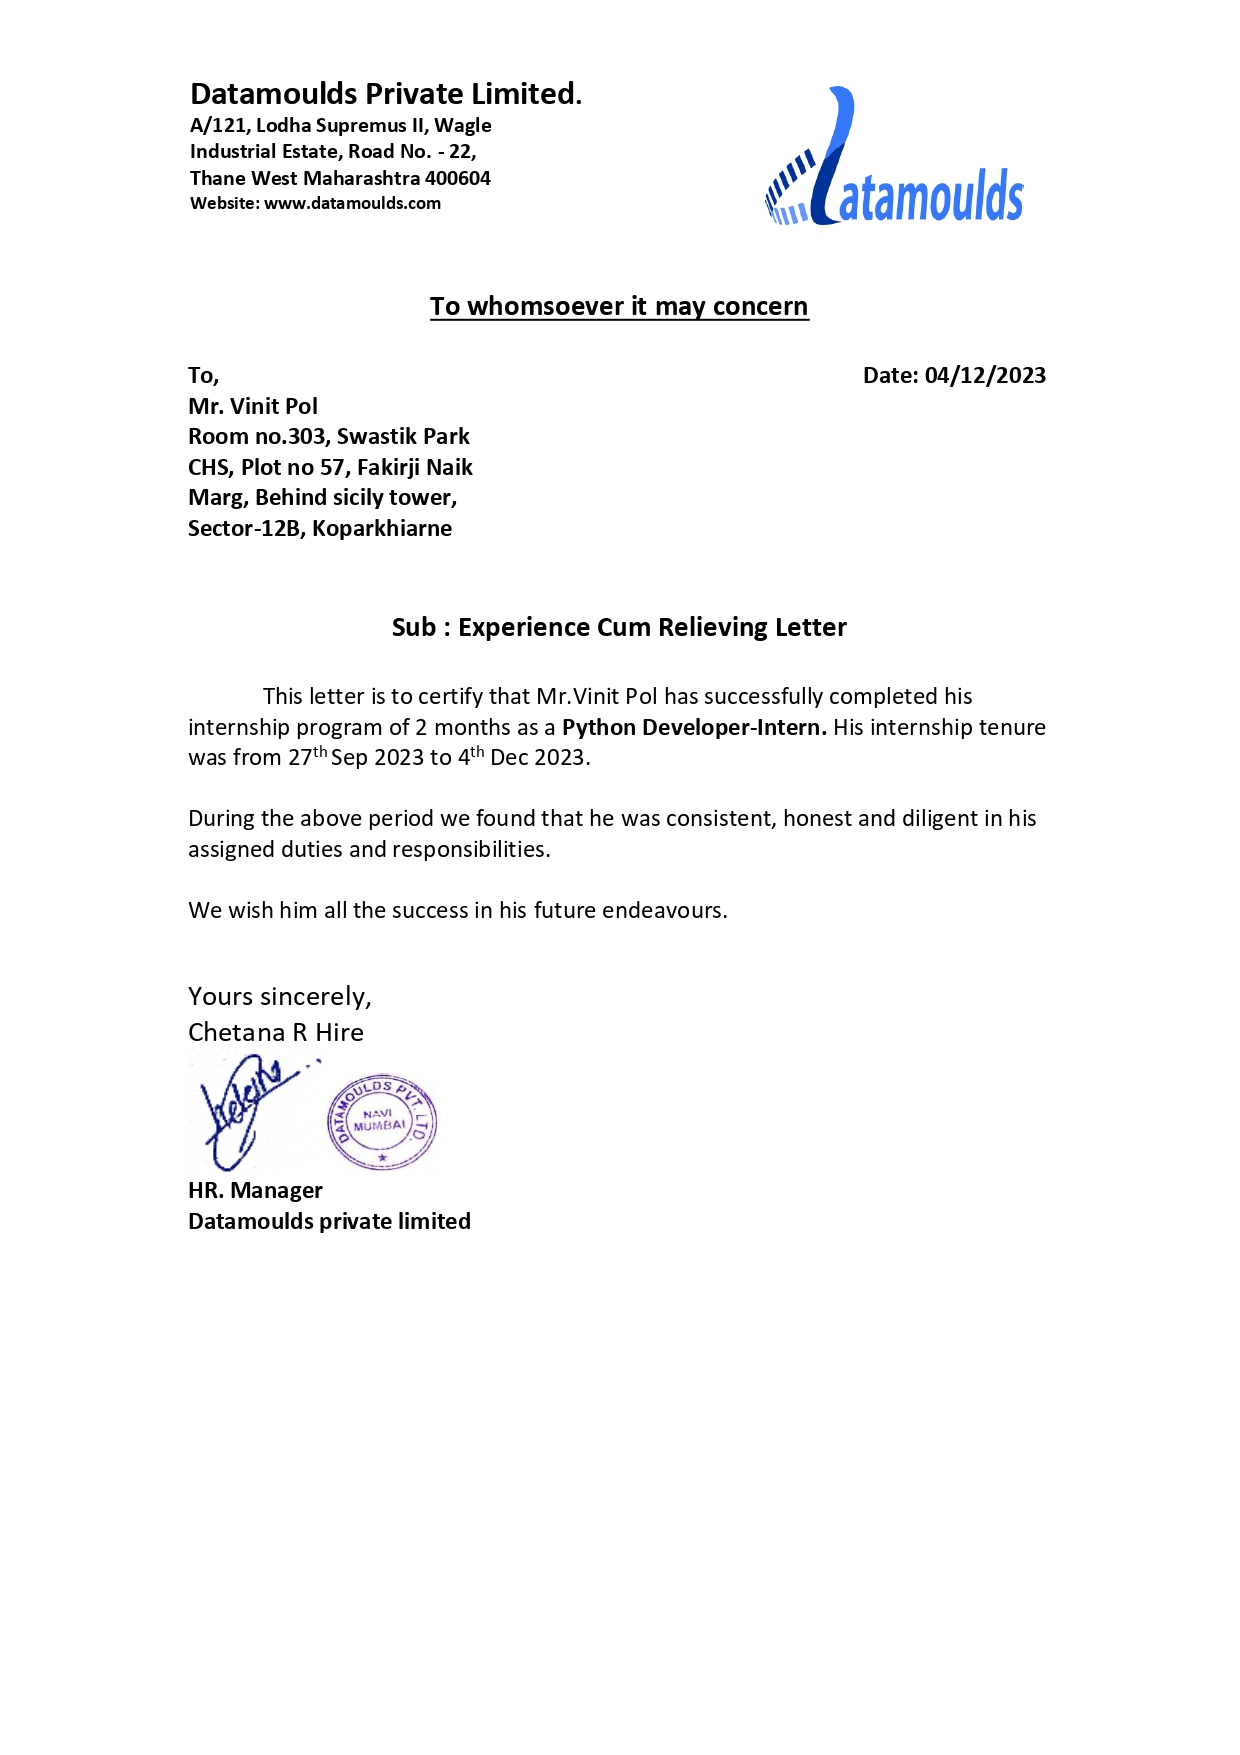 Datamoulds Private Limited.
A/121, Lodha Supremus II, Wagle
Industrial Estate, Road No. - 22,
Thane West Maharashtra 400604
Website: www.datamoulds.com
datamoulds
To whomsoever it may concern
To,
Date: 04/12/2023
Mr. Vinit Pol
Room no.303, Swastik Park
CHS, Plot no 57, Fakirji Naik
Marg, Behind sicily tower,
Sector-12B, Koparkhiarne
Sub : Experience Cum Relieving Letter
This letter is to certify that Mr.Vinit Pol has successfully completed his
internship program of 2 months as a Python Developer-Intern. His internship tenure
was from 27th Sep 2023 to 4th Dec 2023.
During the above period we found that he was consistent, honest and diligent in his
assigned duties and responsibilities.
We wish him all the success in his future endeavours.
Yours sincerely,
Chetana R Hire
DATAMOULDS PVT. LTD.
NAVI
MUMBAI
HR. Manager
Datamoulds private limited